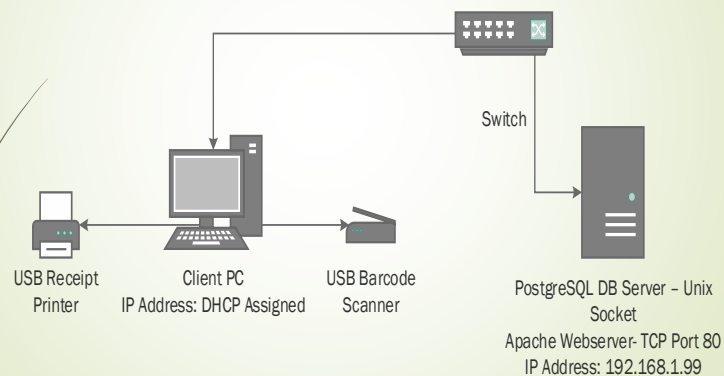 Switch
USB Receipt
Printer
Client PC
IP Address: DHCP Assigned
USB Barcode
Scanner
PostgreSQL DB Server – Unix
Socket
Apache Webserver- TCP Port 80
IP Address: 192.168.1.99